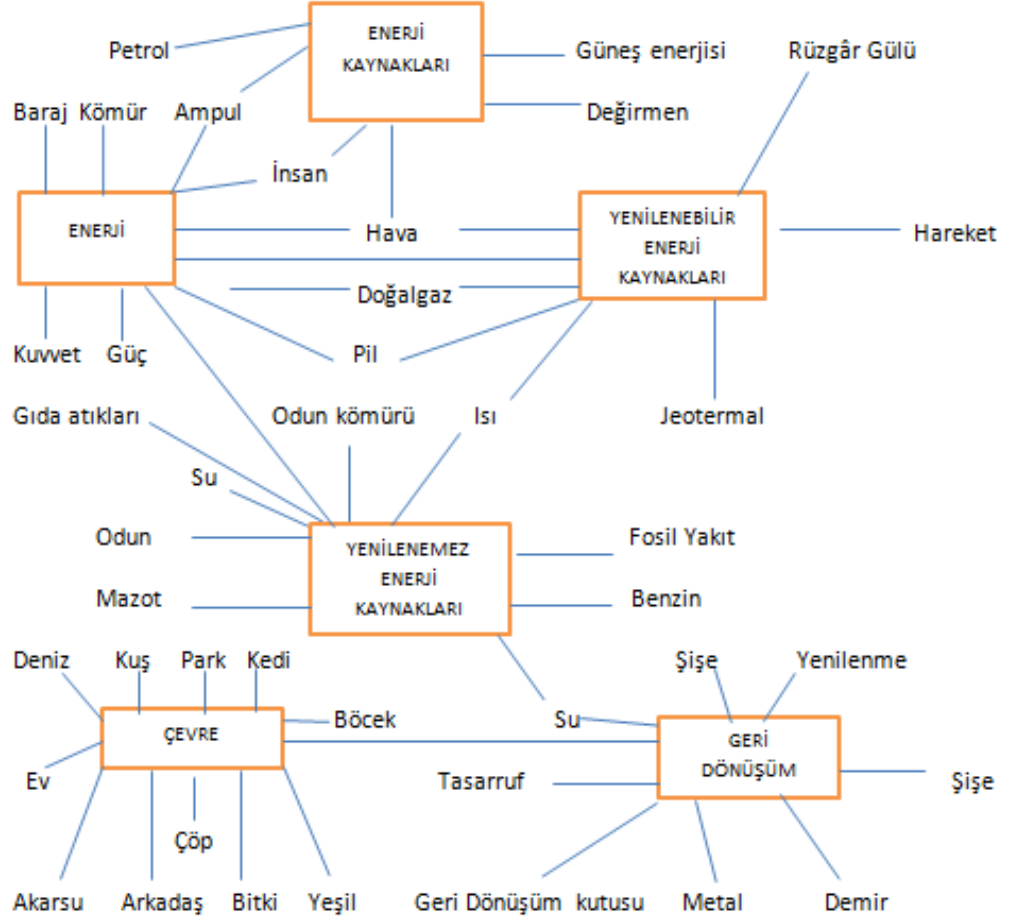 ENERJİ
KAYNAKLARI
Petrol
Güneş enerjisi
Rüzgâr Gülü
Baraj Kömür Ampul
Değirmen
İnsan
ENERJİ
Hava
YENİLENEBİLİR
ENERJİ
KAYNAKLARI
Hareket
Doğalgaz
Kuvvet Güç
Pil
Gıda atıkları
Odun kömürü
Isı
Jeotermal
Su
Odun
YENİLENEMEZ
ENERJİ
KAYNAKLARI
Fosil Yakıt
Mazot
Benzin
Deniz Kuş Park Kedi
Şişe Yenilenme
ÇEVRE
Böcek
Su
GERİ
DÖNÜŞÜM
Ev
Tasarruf
Şişe
Çöp
Akarsu Arkadaş Bitki Yeşil
Geri Dönüşüm kutusu
Metal
Demir